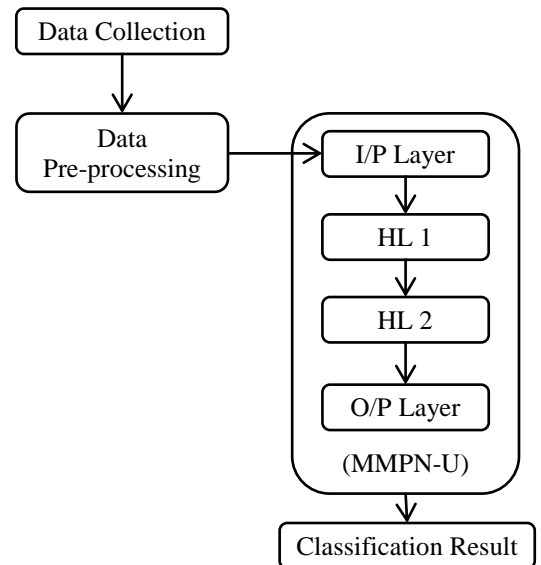 Data Collection
Data
Pre-processing
I/P Layer
HL 1
HL 2
O/P Layer
(MMPN-U)
Classification Result